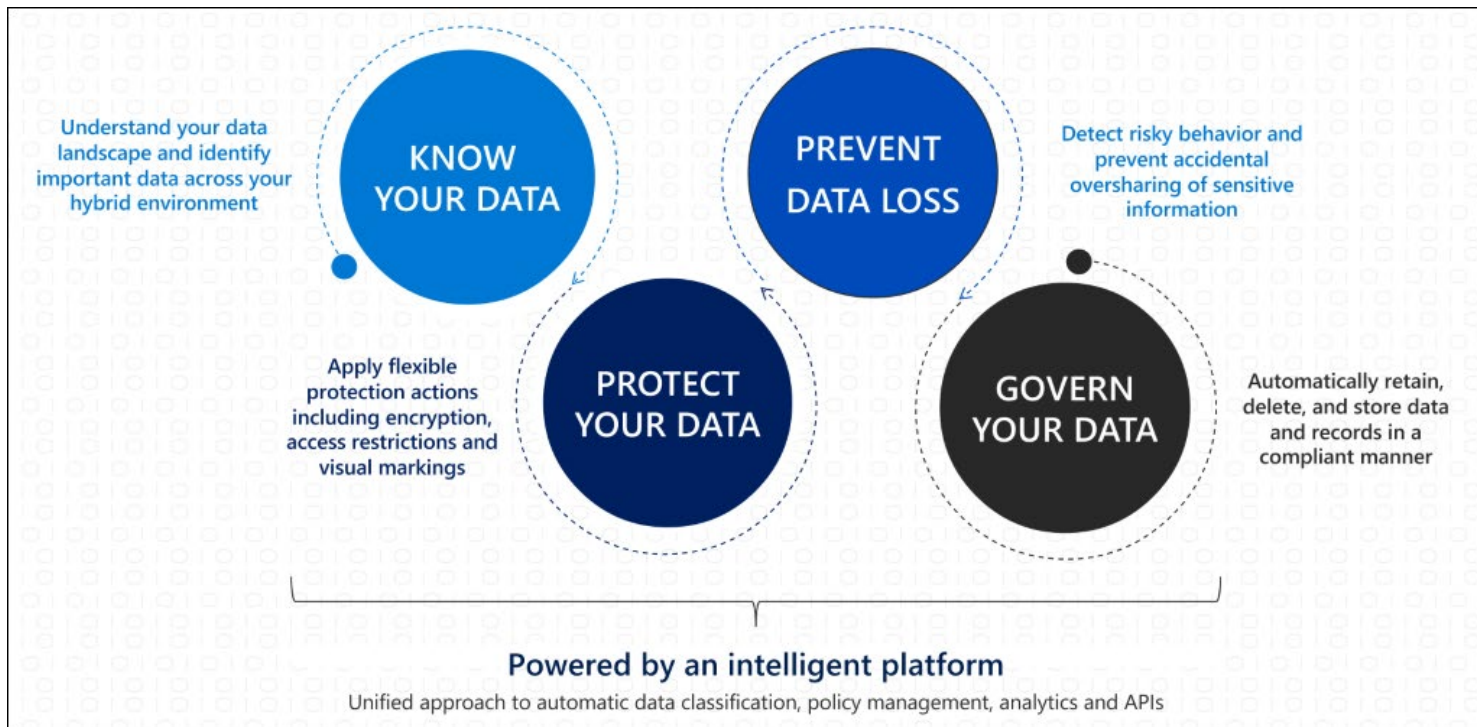 Understand your data
landscape and identify
important data across your
hybrid environment
KNOW
YOUR DATA
Apply flexible
protection actions
including encryption,
access restrictions and
visual markings
PROTECT
YOUR DATA
PREVENT
DATA LOSS
Detect risky behavior and
prevent accidental
oversharing of sensitive
information
GOVERN
YOUR DATA
Automatically retain,
delete, and store data
and records in a
compliant manner
Powered by an intelligent platform
Unified approach to automatic data classification, policy management, analytics and APIs